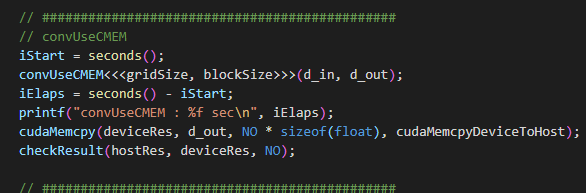 // ################################################
// convUseCMEM
iStart = seconds();
convUseCMEM<<<gridSize, blockSize>>>(d_in, d_out);
iElaps = seconds() - iStart;
printf("convUseCMEM : %f sec\n", iElaps);
cudaMemcpy(deviceRes, d_out, NO * sizeof(float), cudaMemcpyDeviceToHost);
checkResult(hostRes, deviceRes, NO);
// ################################################